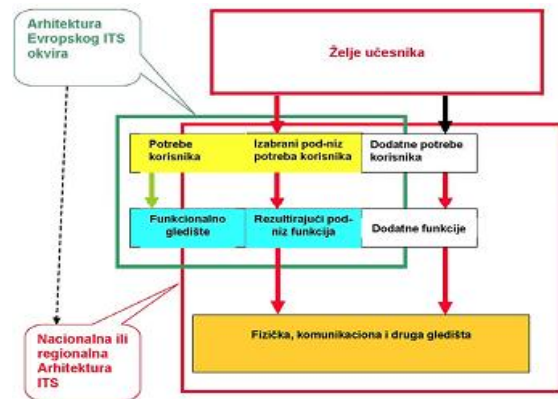 Arhitektura
Evropskog ITS
okvira
Želje učesnika
Potrebe
korisnika
Izabrani pod-niz
potreba korisnika
Dodatne potrebe
korisnika
Funkcionalno
gledište
Rezultirajući pod-
niz funkcija
Dodatne funkcije
Fizička, komunikaciona i druga gledišta
Nacionalna ili
regionalna
Arhitektura
ITS